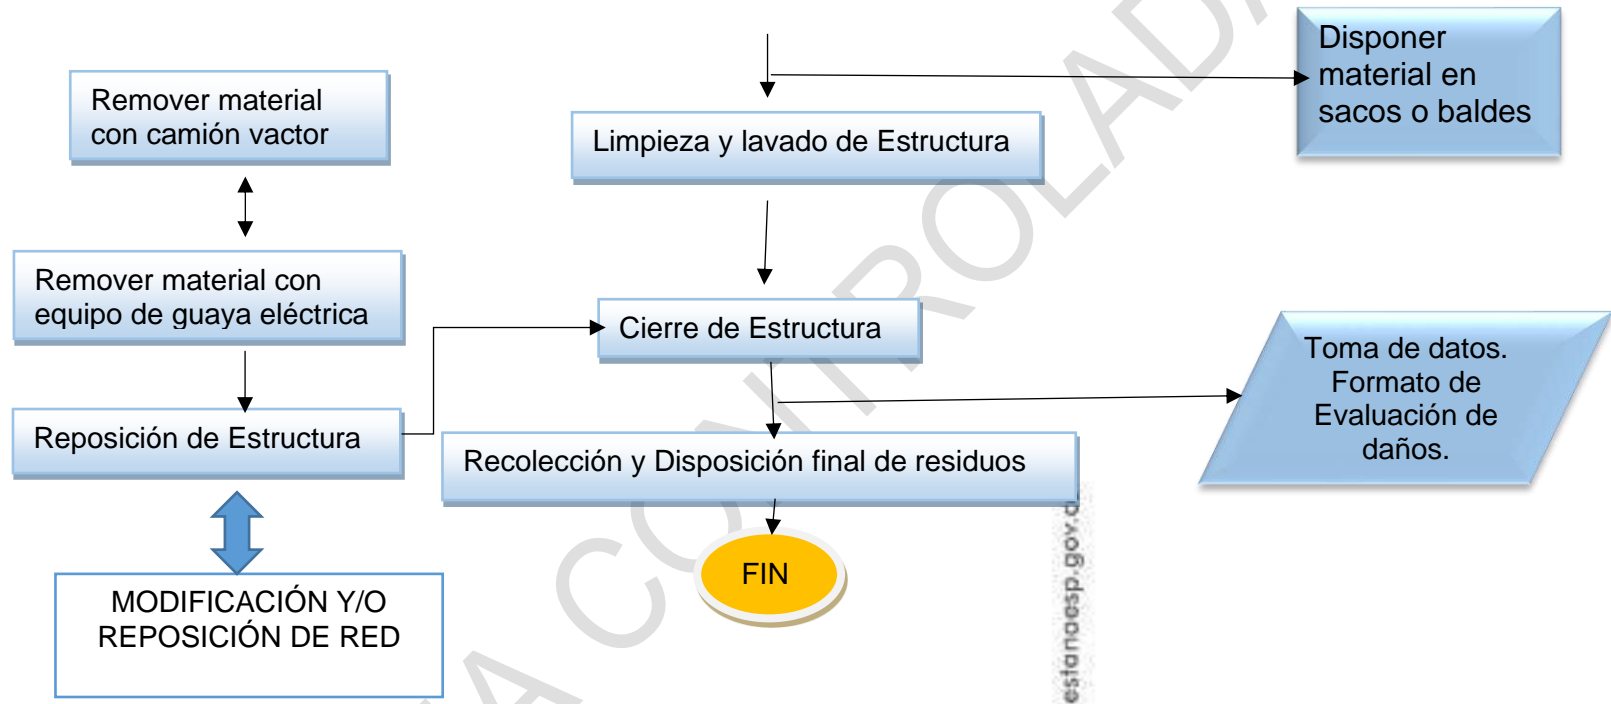 Disponer
material en
sacos o baldes
Remover material
con camión vactor
Limpieza y lavado de Estructura
Remover material con
equipo de guaya eléctrica
Cierre de Estructura
Toma de datos.
Formato de
Evaluación de
daños.
Reposición de Estructura
Recolección y Disposición final de residuos
FIN
MODIFICACIÓN Y/O
REPOSICIÓN DE RED
CONTROLADA